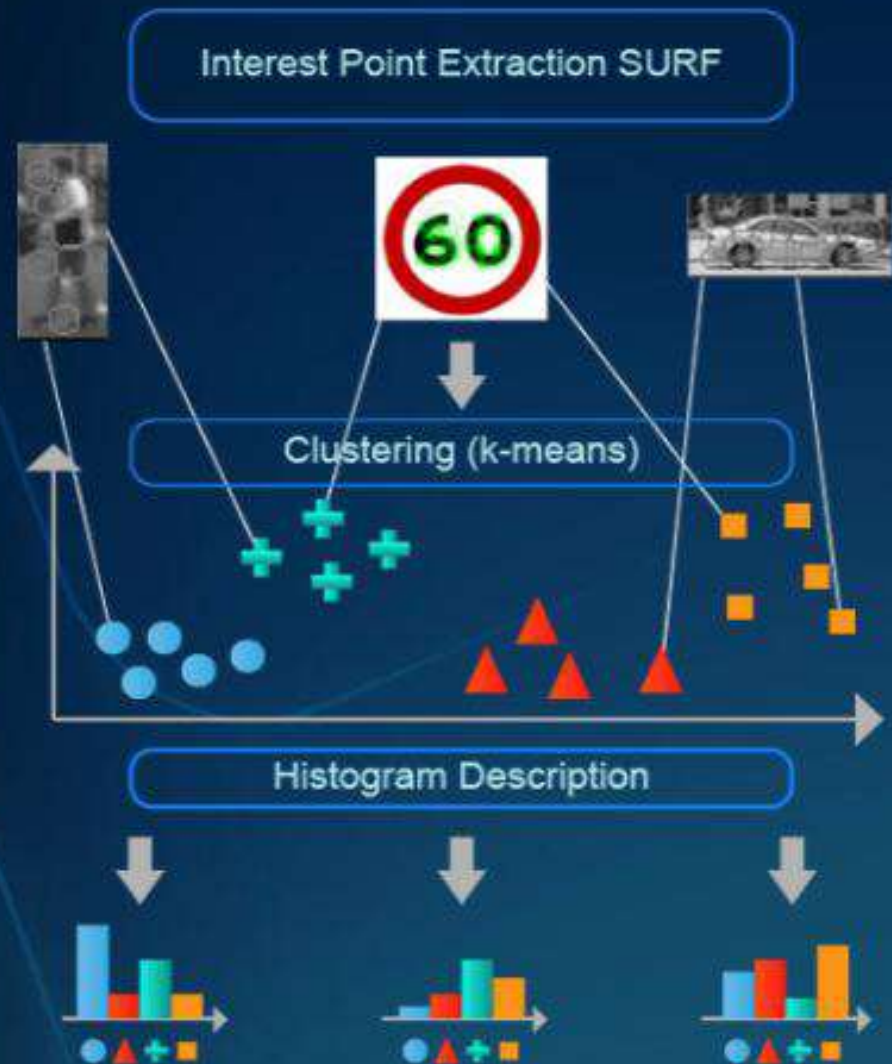 Interest Point Extraction SURF
60
Clustering (k-means)
Histogram Description